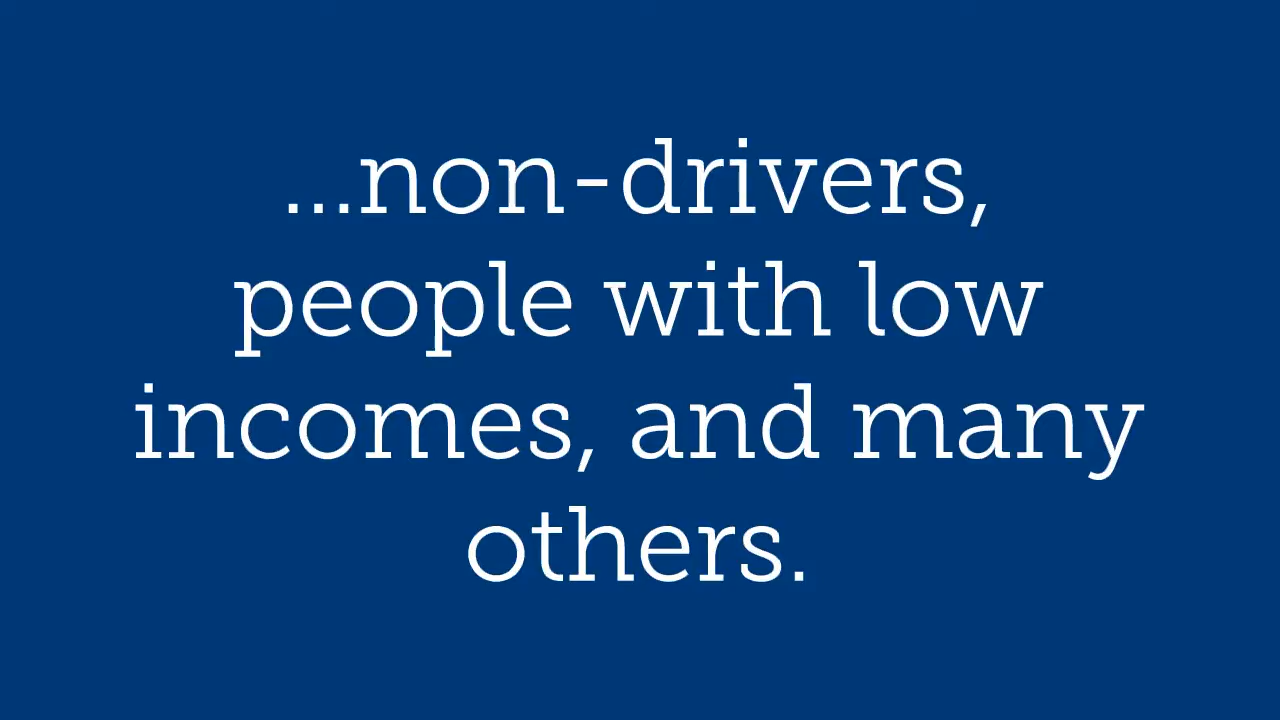 ...non-drivers,
people with low
incomes, and many
others.